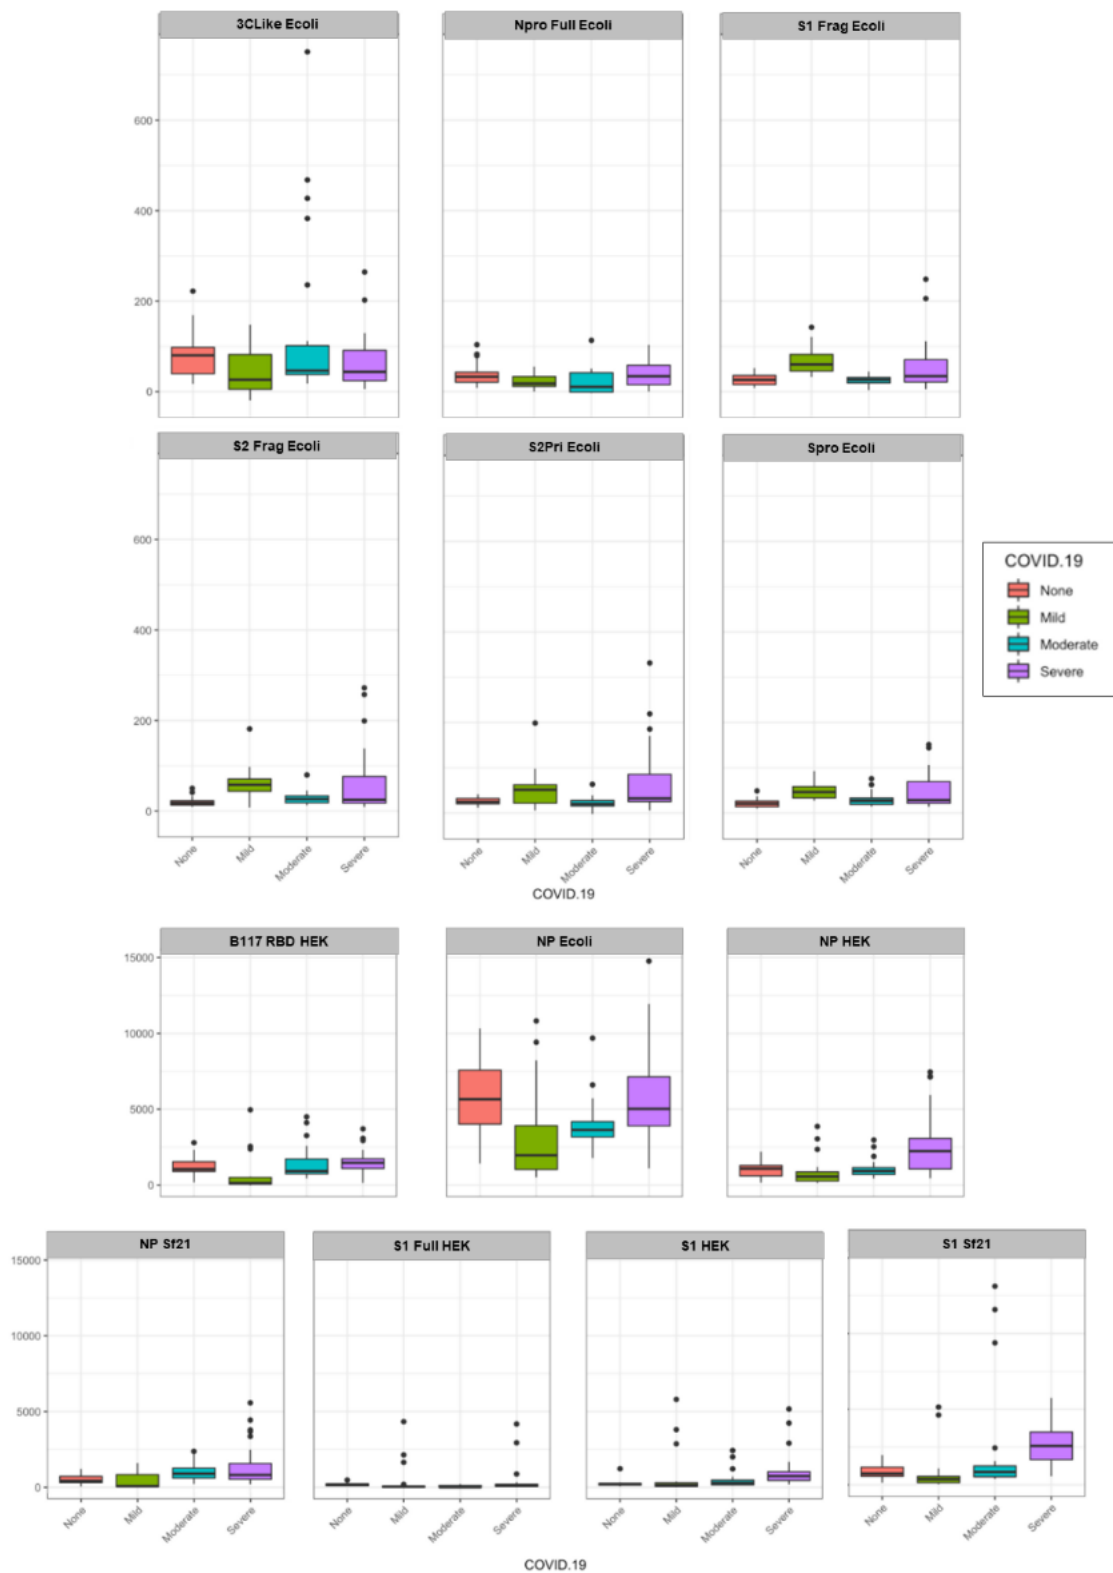 3CLike Ecoli
Npro Full Ecoli
S1 Frag Ecoli
600
400
200
0
S2 Frag Ecoli
S2Pri Ecoli
Spro Ecoli
600
400
200
0
None Mild Moderate Severe
None Mild Moderate Severe
None Mild Moderate Severe
COVID.19
COVID.19
None
Mild
Moderate
Severe
B117 RBD HEK
NP Ecoli
NP HEK
15000
10000
5000
0
NP Sf21
S1 Full HEK
S1 HEK
S1 Sf21
15000
10000
5000
0
None Mild Moderate Severe
None Mild Moderate Severe
None Mild Moderate Severe
None Mild Moderate Severe
COVID.19